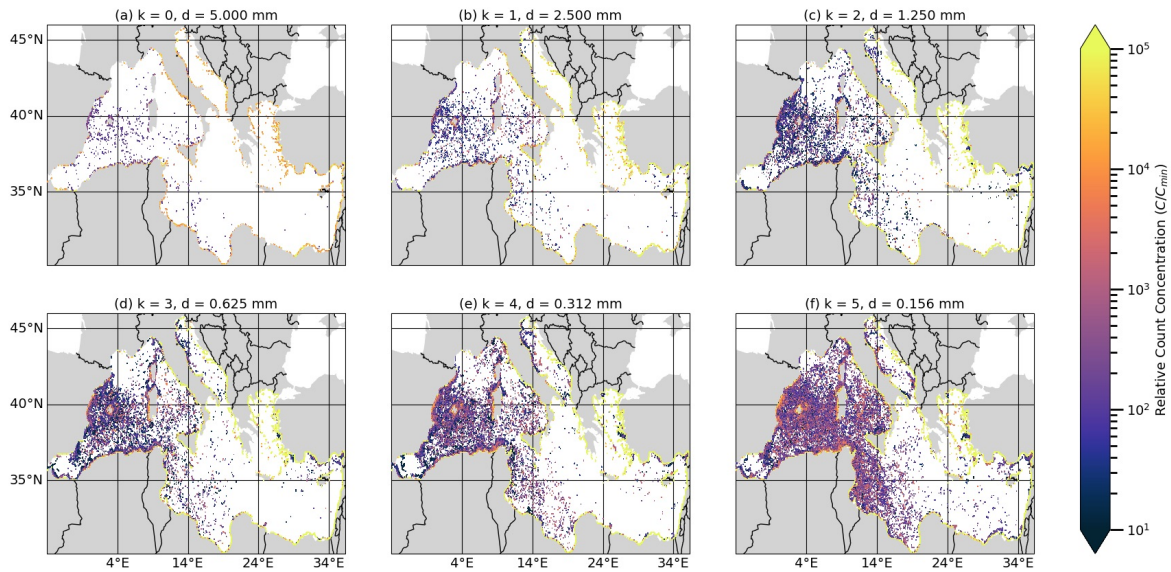 (a) k = 0, d = 5.000 mm
(b) k = 1, d = 2.500 mm
(c) k = 2, d = 1.250 mm
45°N
40°N
35°N
(d) k = 3, d = 0.625 mm
(e) k = 4, d = 0.312 mm
(f) k = 5, d = 0.156 mm
45°N
40°N
35°N
4°E 14°E 24°E 34°E
4°E 14°E 24°E 34°E
4°E 14°E 24°E 34°E
10⁵
10⁴
10³
10²
10¹
Relative Count Concentration (C/Cmin)